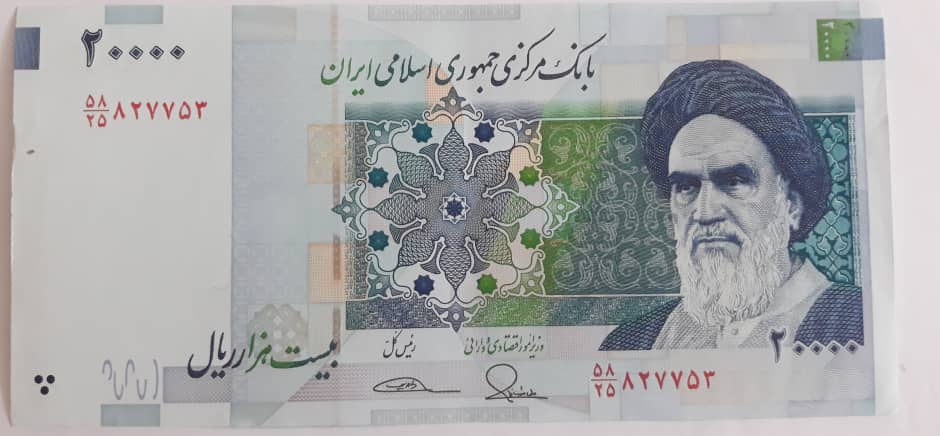 ۲۰۰۰۰
بانک مرکزی جمهوری اسلامی ایران
۵۸/۲۵ ۸۲۷۷۵۳
بیست هزار ریال
وزیر امور اقتصادی و دارائی
رئیس کل
۲۰۰۰۰
۵۸/۲۵ ۸۲۷۷۵۳